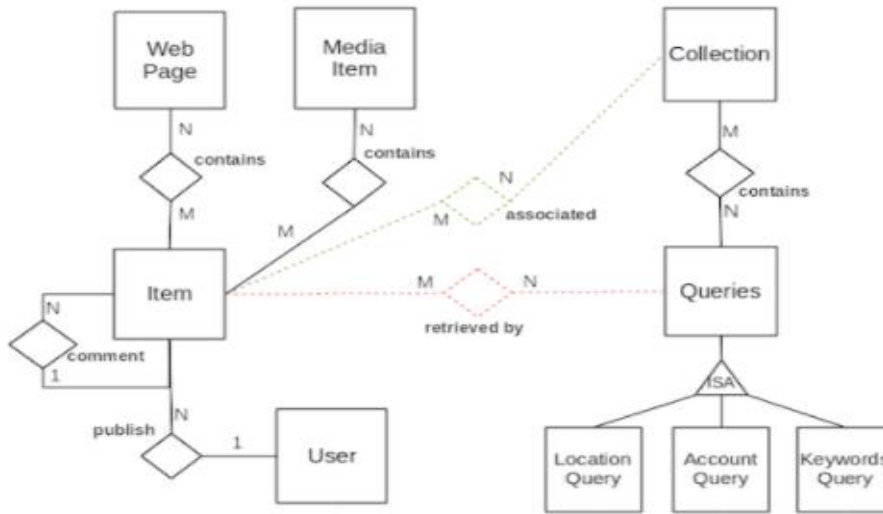 Web
Page
Media
Item
Collection
N
N
M
contains
contains
N
contains
M
M
M
associated
N
Item
M
N
Queries
retrieved by
N
comment
1
ISA
publish
N
1
User
Location
Query
Account
Query
Keywords
Query